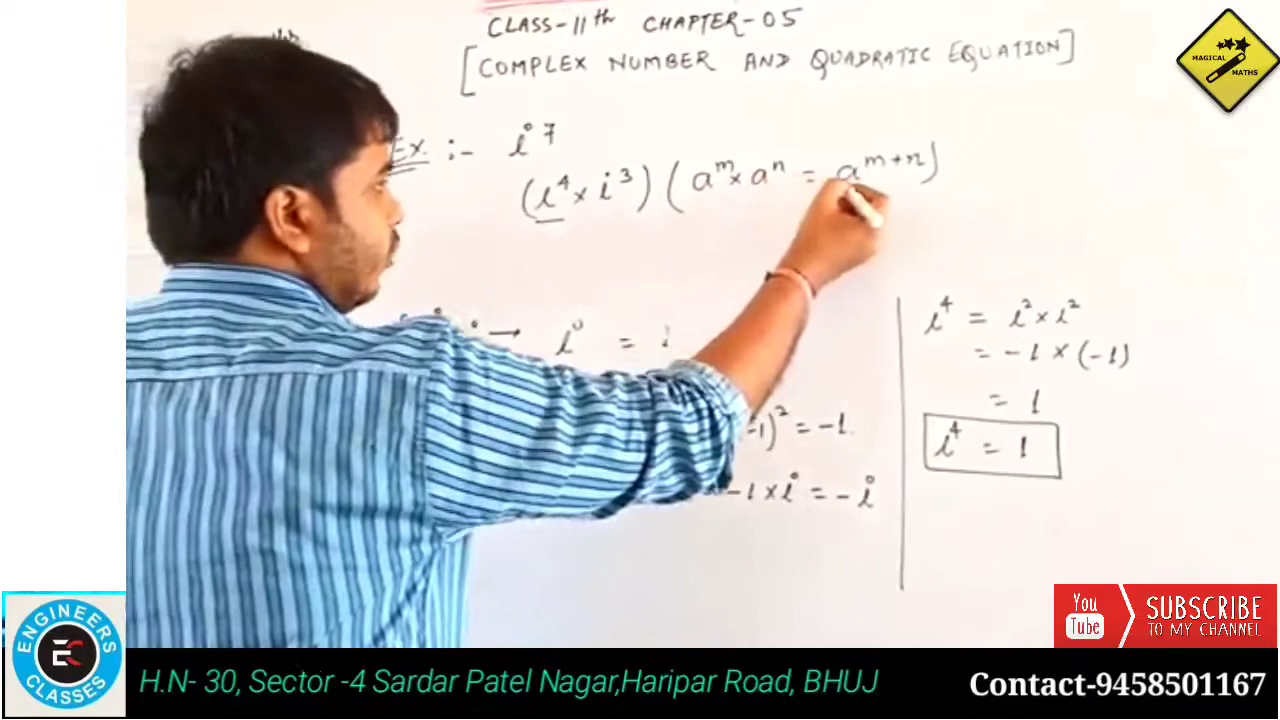 CLASS-11th CHAPTER-05
[COMPLEX NUMBER AND QUADRATIC EQUATION]
MAGICAL MATHS
Ex. :- i^7
(i^4 × i^3) (a^m × a^n = a^(m+n))
→ i = i
-1)^2 = -1.
-1 × i = -i
i^4 = i^2 × i^2
= -1 × (-1)
= 1
i^4 = 1
You Tube
SUBSCRIBE
TO MY CHANNEL
ENGINEERS
EC
CLASSES
H.N- 30, Sector -4 Sardar Patel Nagar,Haripar Road, BHUJ
Contact-9458501167